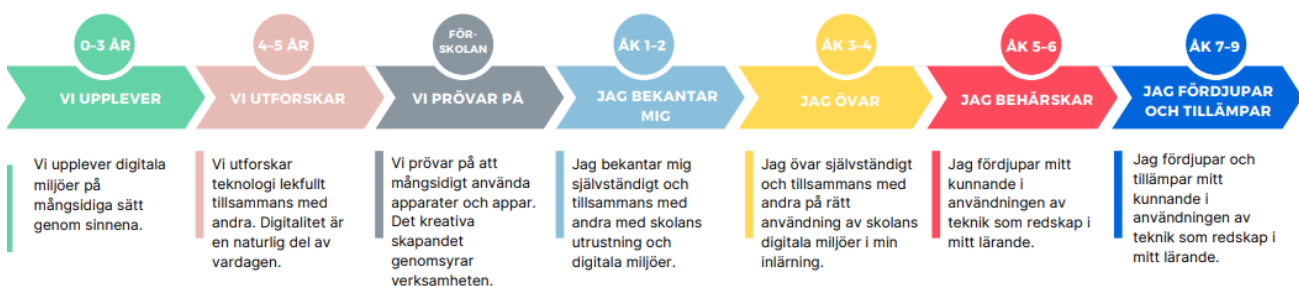 0-3 ÅR
VI UPPLEVER
Vi upplever digitala
miljöer på
mångsidiga sätt
genom sinnena.
4-5 ÅR
VI UTFORSKAR
Vi utforskar
teknologi lekfullt
tillsammans med
andra. Digitalitet är
en naturlig del av
vardagen.
FÖR-
SKOLAN
VI PRÖVAR PÅ
Vi prövar på att
mångsidigt använda
apparater och appar.
Det kreativa
skapandet
genomsyrar
verksamheten.
ÅK 1-2
JAG BEKANTAR
MIG
Jag bekantar mig
självständigt och
tillsammans med
andra med skolans
utrustning och
digitala miljöer.
ÅK 3-4
JAG ÖVAR
Jag övar självständigt
och tillsammans med
andra på rätt
användning av skolans
digitala miljöer i min
inlärning.
ÅK 5-6
JAG BEHÄRSKAR
Jag fördjupar mitt
kunnande i
användningen av
teknik som redskap i
mitt lärande.
ÅK 7-9
JAG FÖRDJUPAR
OCH TILLÄMPAR
Jag fördjupar och
tillämpar mitt
kunnande i
användningen av
teknik som redskap i
mitt lärande.